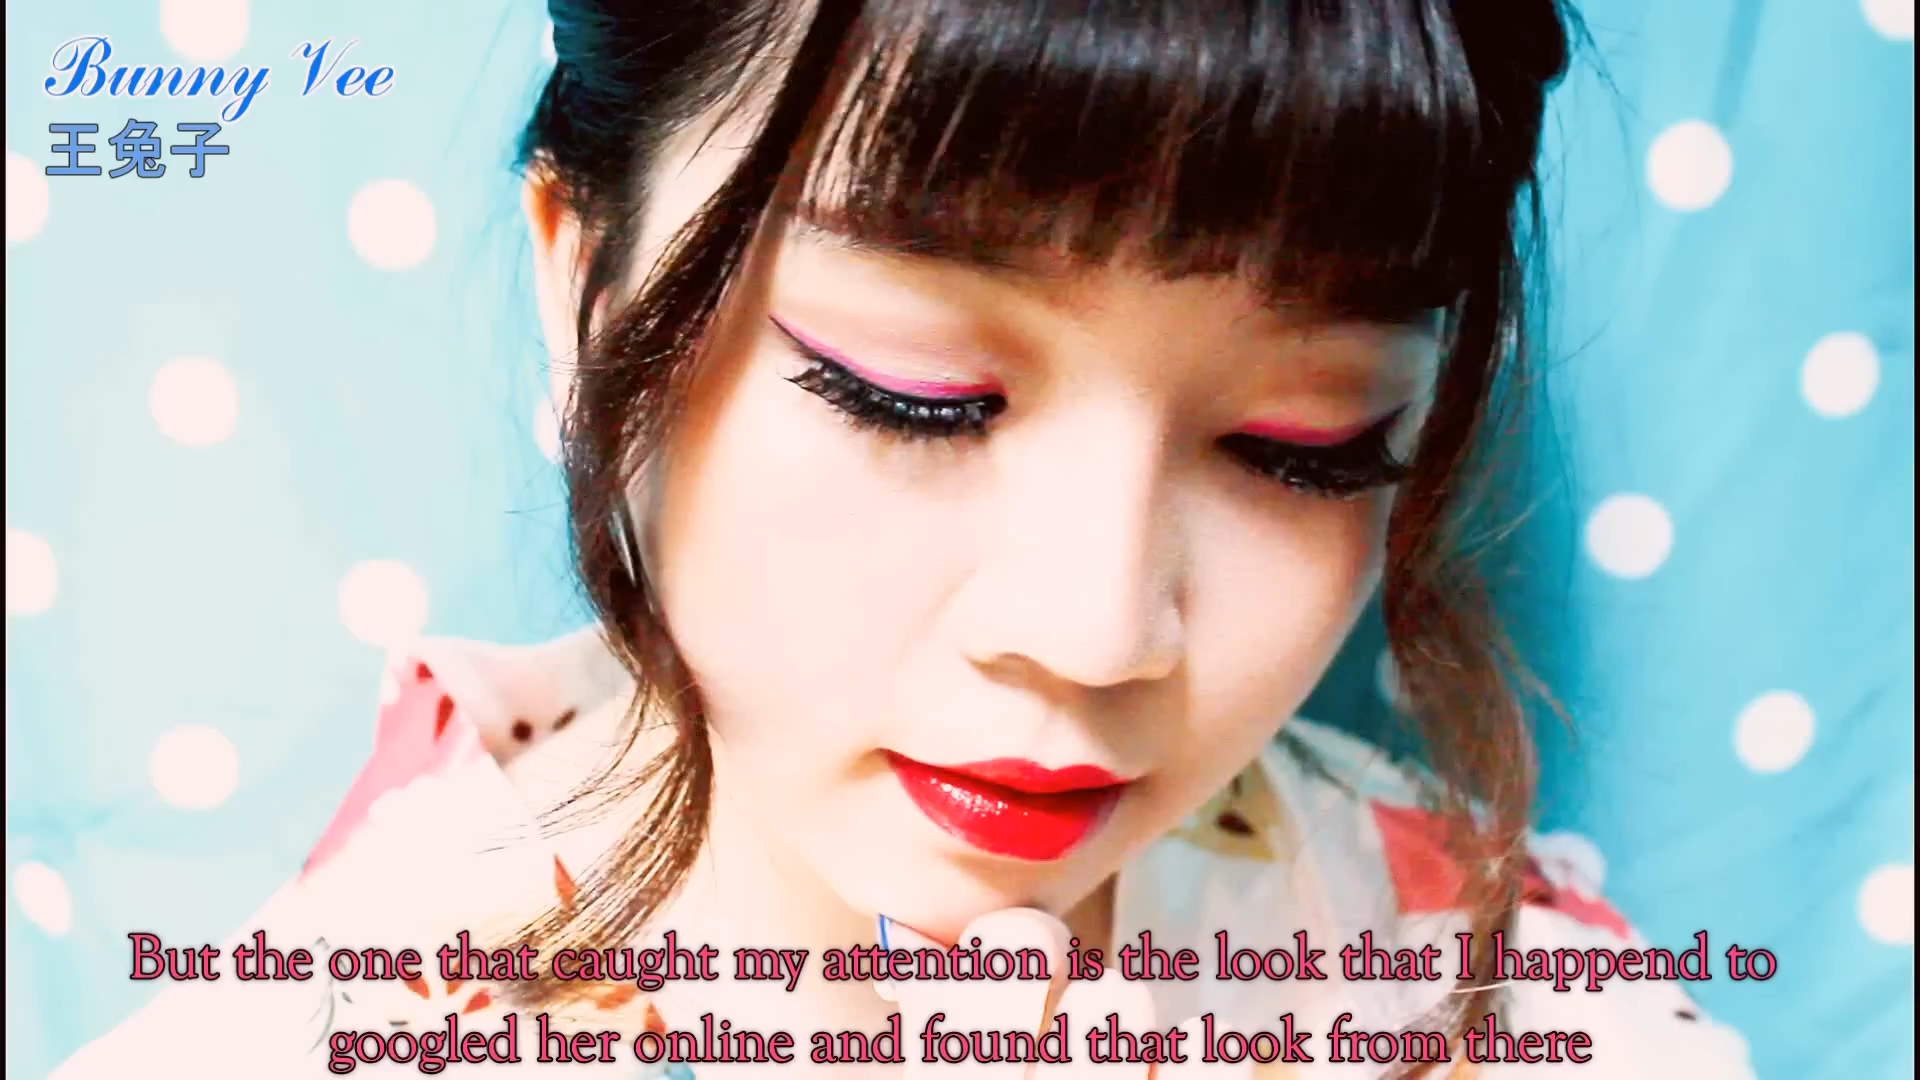 Bunny Vee
王兔子
But the one that caught my attention is the look that I happend to
googled her online and found that look from there